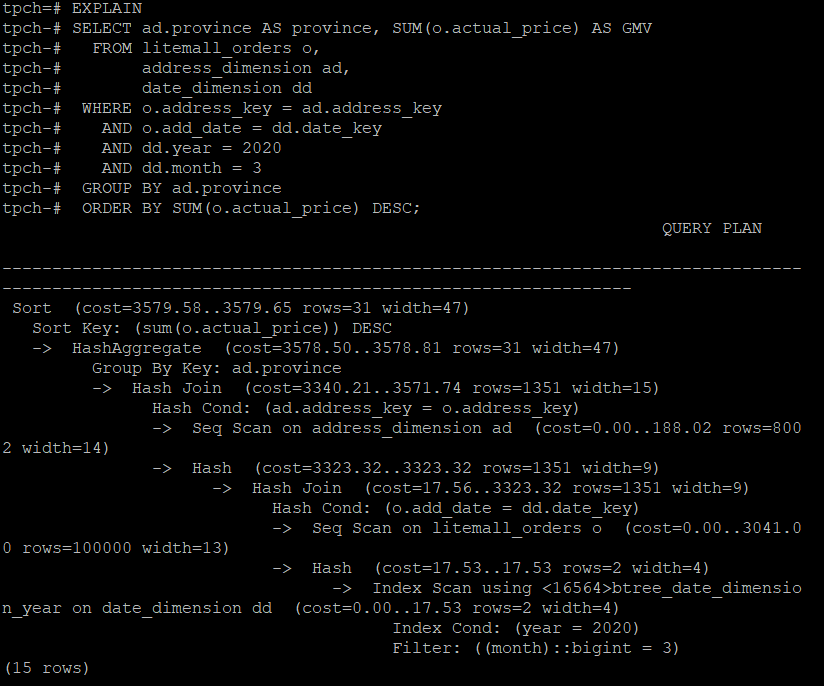 tpch=# EXPLAIN
tpch-# SELECT ad.province AS province, SUM(o.actual_price) AS GMV
tpch-#   FROM litemall_orders o,
tpch-#        address_dimension ad,
tpch-#        date_dimension dd
tpch-#  WHERE o.address_key = ad.address_key
tpch-#    AND o.add_date = dd.date_key
tpch-#    AND dd.year = 2020
tpch-#    AND dd.month = 3
tpch-#  GROUP BY ad.province
tpch-#  ORDER BY SUM(o.actual_price) DESC;
QUERY PLAN
--------------------------------------------------------------------------------
---------------------------------------------------------------
 Sort  (cost=3579.58..3579.65 rows=31 width=47)
   Sort Key: (sum(o.actual_price)) DESC
   ->  HashAggregate  (cost=3578.50..3578.81 rows=31 width=47)
         Group By Key: ad.province
         ->  Hash Join  (cost=3340.21..3571.74 rows=1351 width=15)
               Hash Cond: (ad.address_key = o.address_key)
               ->  Seq Scan on address_dimension ad  (cost=0.00..188.02 rows=800
2 width=14)
               ->  Hash  (cost=3323.32..3323.32 rows=1351 width=9)
                     ->  Hash Join  (cost=17.56..3323.32 rows=1351 width=9)
                           Hash Cond: (o.add_date = dd.date_key)
                           ->  Seq Scan on litemall_orders o  (cost=0.00..3041.0
0 rows=100000 width=13)
                           ->  Hash  (cost=17.53..17.53 rows=2 width=4)
                                 ->  Index Scan using <16564>btree_date_dimensio
n_year on date_dimension dd  (cost=0.00..17.53 rows=2 width=4)
                                       Index Cond: (year = 2020)
                                       Filter: ((month)::bigint = 3)
(15 rows)